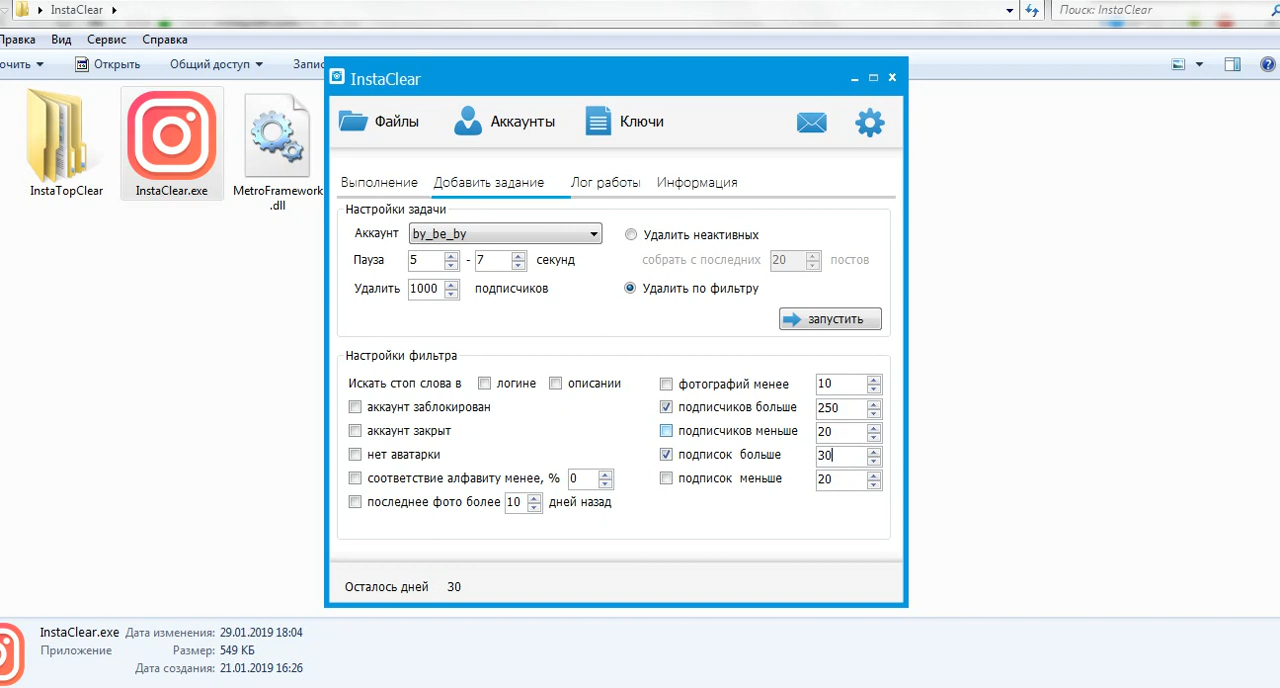 InstaClear
Поиск: InstaClear
Правка Вид Сервис Справка
Открыть Общий доступ
InstaClear
Файлы Аккаунты Ключи
InstaTopClear
InstaClear.exe
MetroFramework
.dll
Выполнение Добавить задание Лог работы Информация
Настройки задачи
Аккаунт by_be_by Удалить неактивных
Пауза 5 - 7 секунд собрать с последних 20 постов
Удалить 1000 подписчиков Удалить по фильтру
запустить
Настройки фильтра
Искать стоп слова в логине описании фотографий менее 10
аккаунт заблокирован подписчиков больше 250
аккаунт закрыт подписчиков меньше 20
нет аватарки подписок больше 30
соответствие алфавиту менее, % 0 подписок меньше 20
последнее фото более 10 дней назад
Осталось дней 30
InstaClear.exe Дата изменения: 29.01.2019 18:04
Приложение Размер: 549 КБ
Дата создания: 21.01.2019 16:26